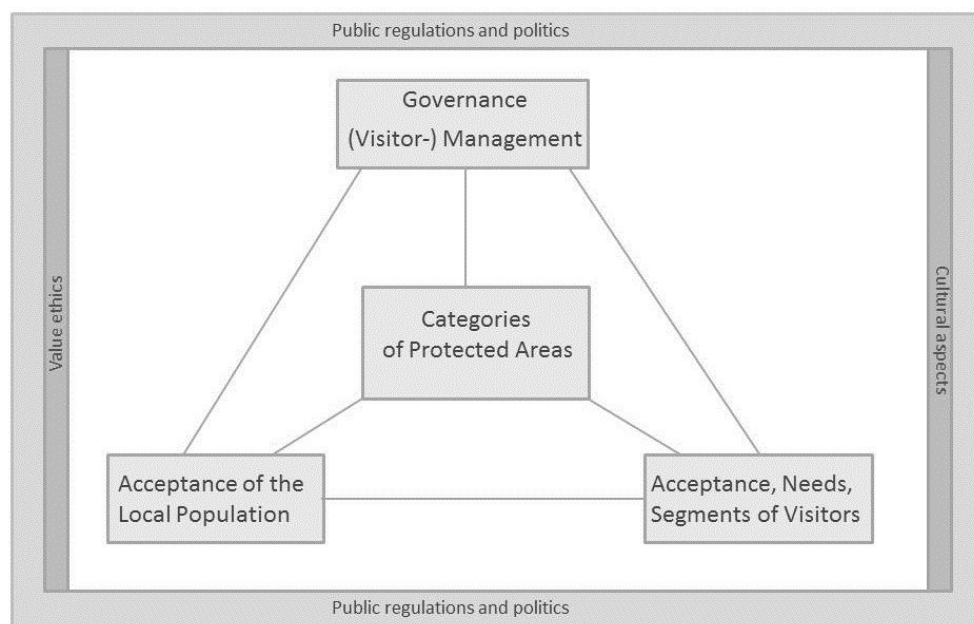 Public regulations and politics
Governance
(Visitor-) Management
Value ethics
Cultural aspects
Categories
of Protected Areas
Acceptance of the
Local Population
Acceptance, Needs,
Segments of Visitors
Public regulations and politics